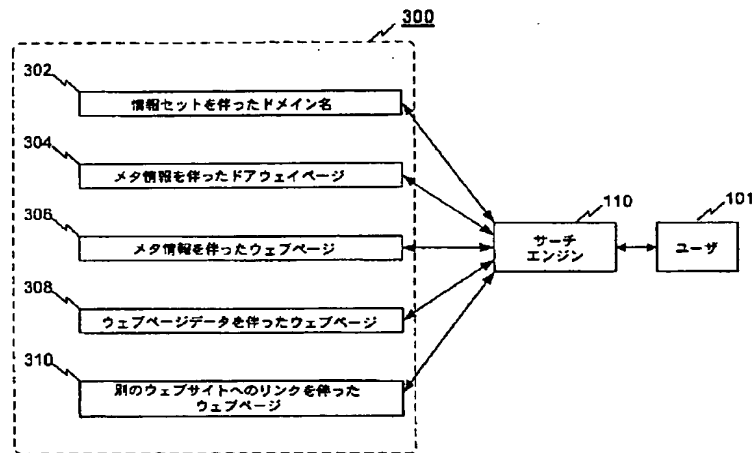 300
302
情報セットを伴ったドメイン名
304
メタ情報を伴ったドアウェイページ
306
メタ情報を伴ったウェブページ
308
ウェブページデータを伴ったウェブページ
310
別のウェブサイトへのリンクを伴った
ウェブページ
110
サーチ
エンジン
101
ユーザ